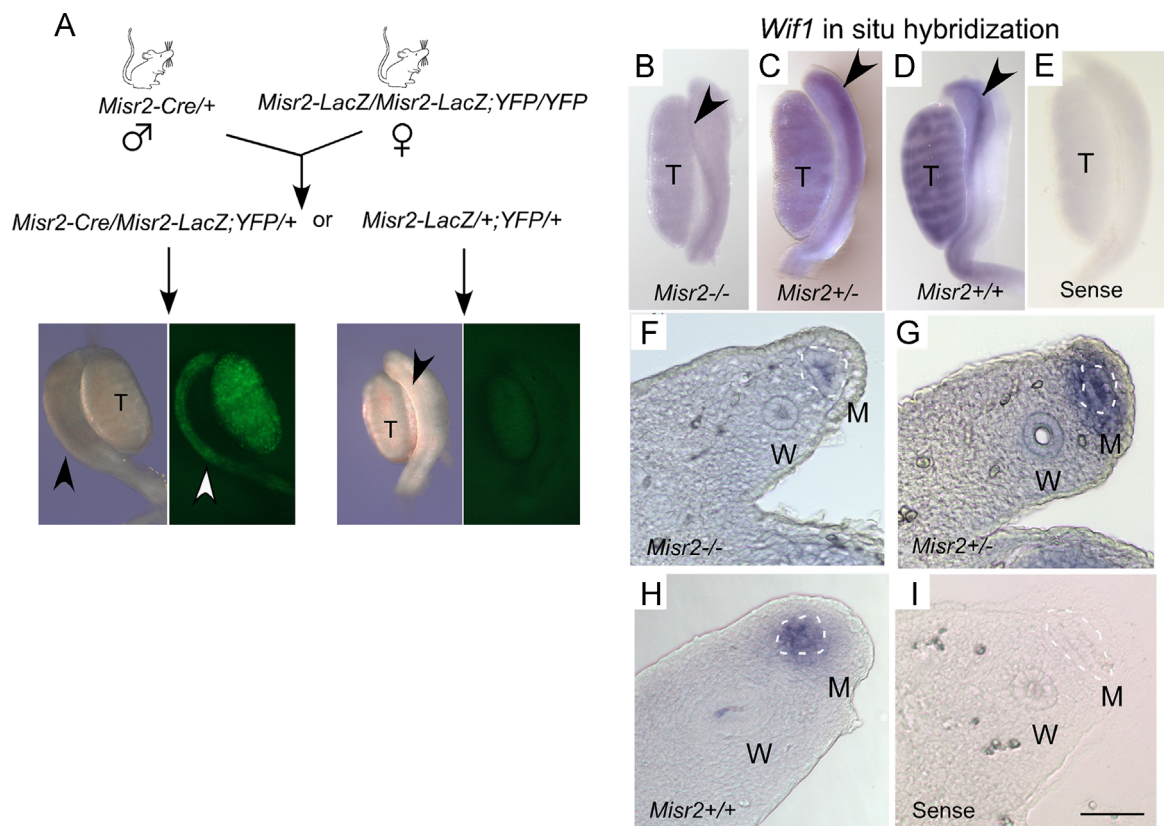 A
Misr2-Cre/+
Misr2-LacZ/Misr2-LacZ;YFP/YFP
♂
♀
Misr2-Cre/Misr2-LacZ;YFP/+ or Misr2-LacZ/+;YFP/+
T
T
Wif1 in situ hybridization
B
C
D
E
T
T
T
T
Misr2-/-
Misr2+/-
Misr2+/+
Sense
F
G
M
M
W
W
Misr2-/-
Misr2+/-
H
I
M
M
W
W
Misr2+/+
Sense